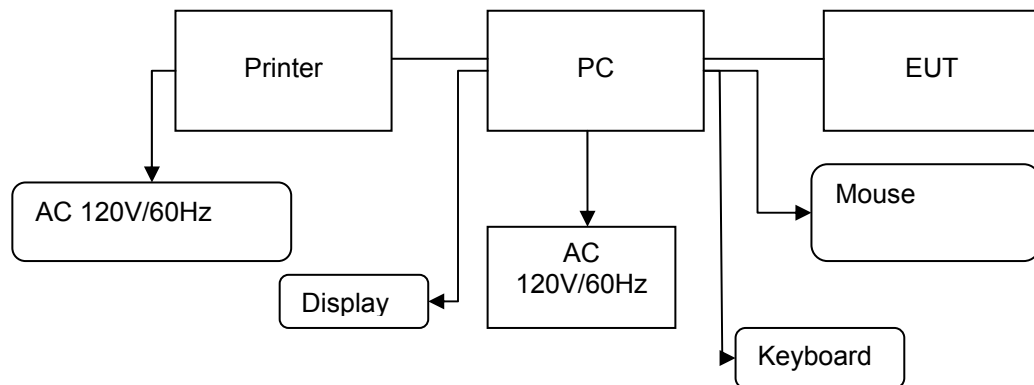 Printer
PC
EUT
AC 120V/60Hz
Mouse
AC
120V/60Hz
Display
Keyboard